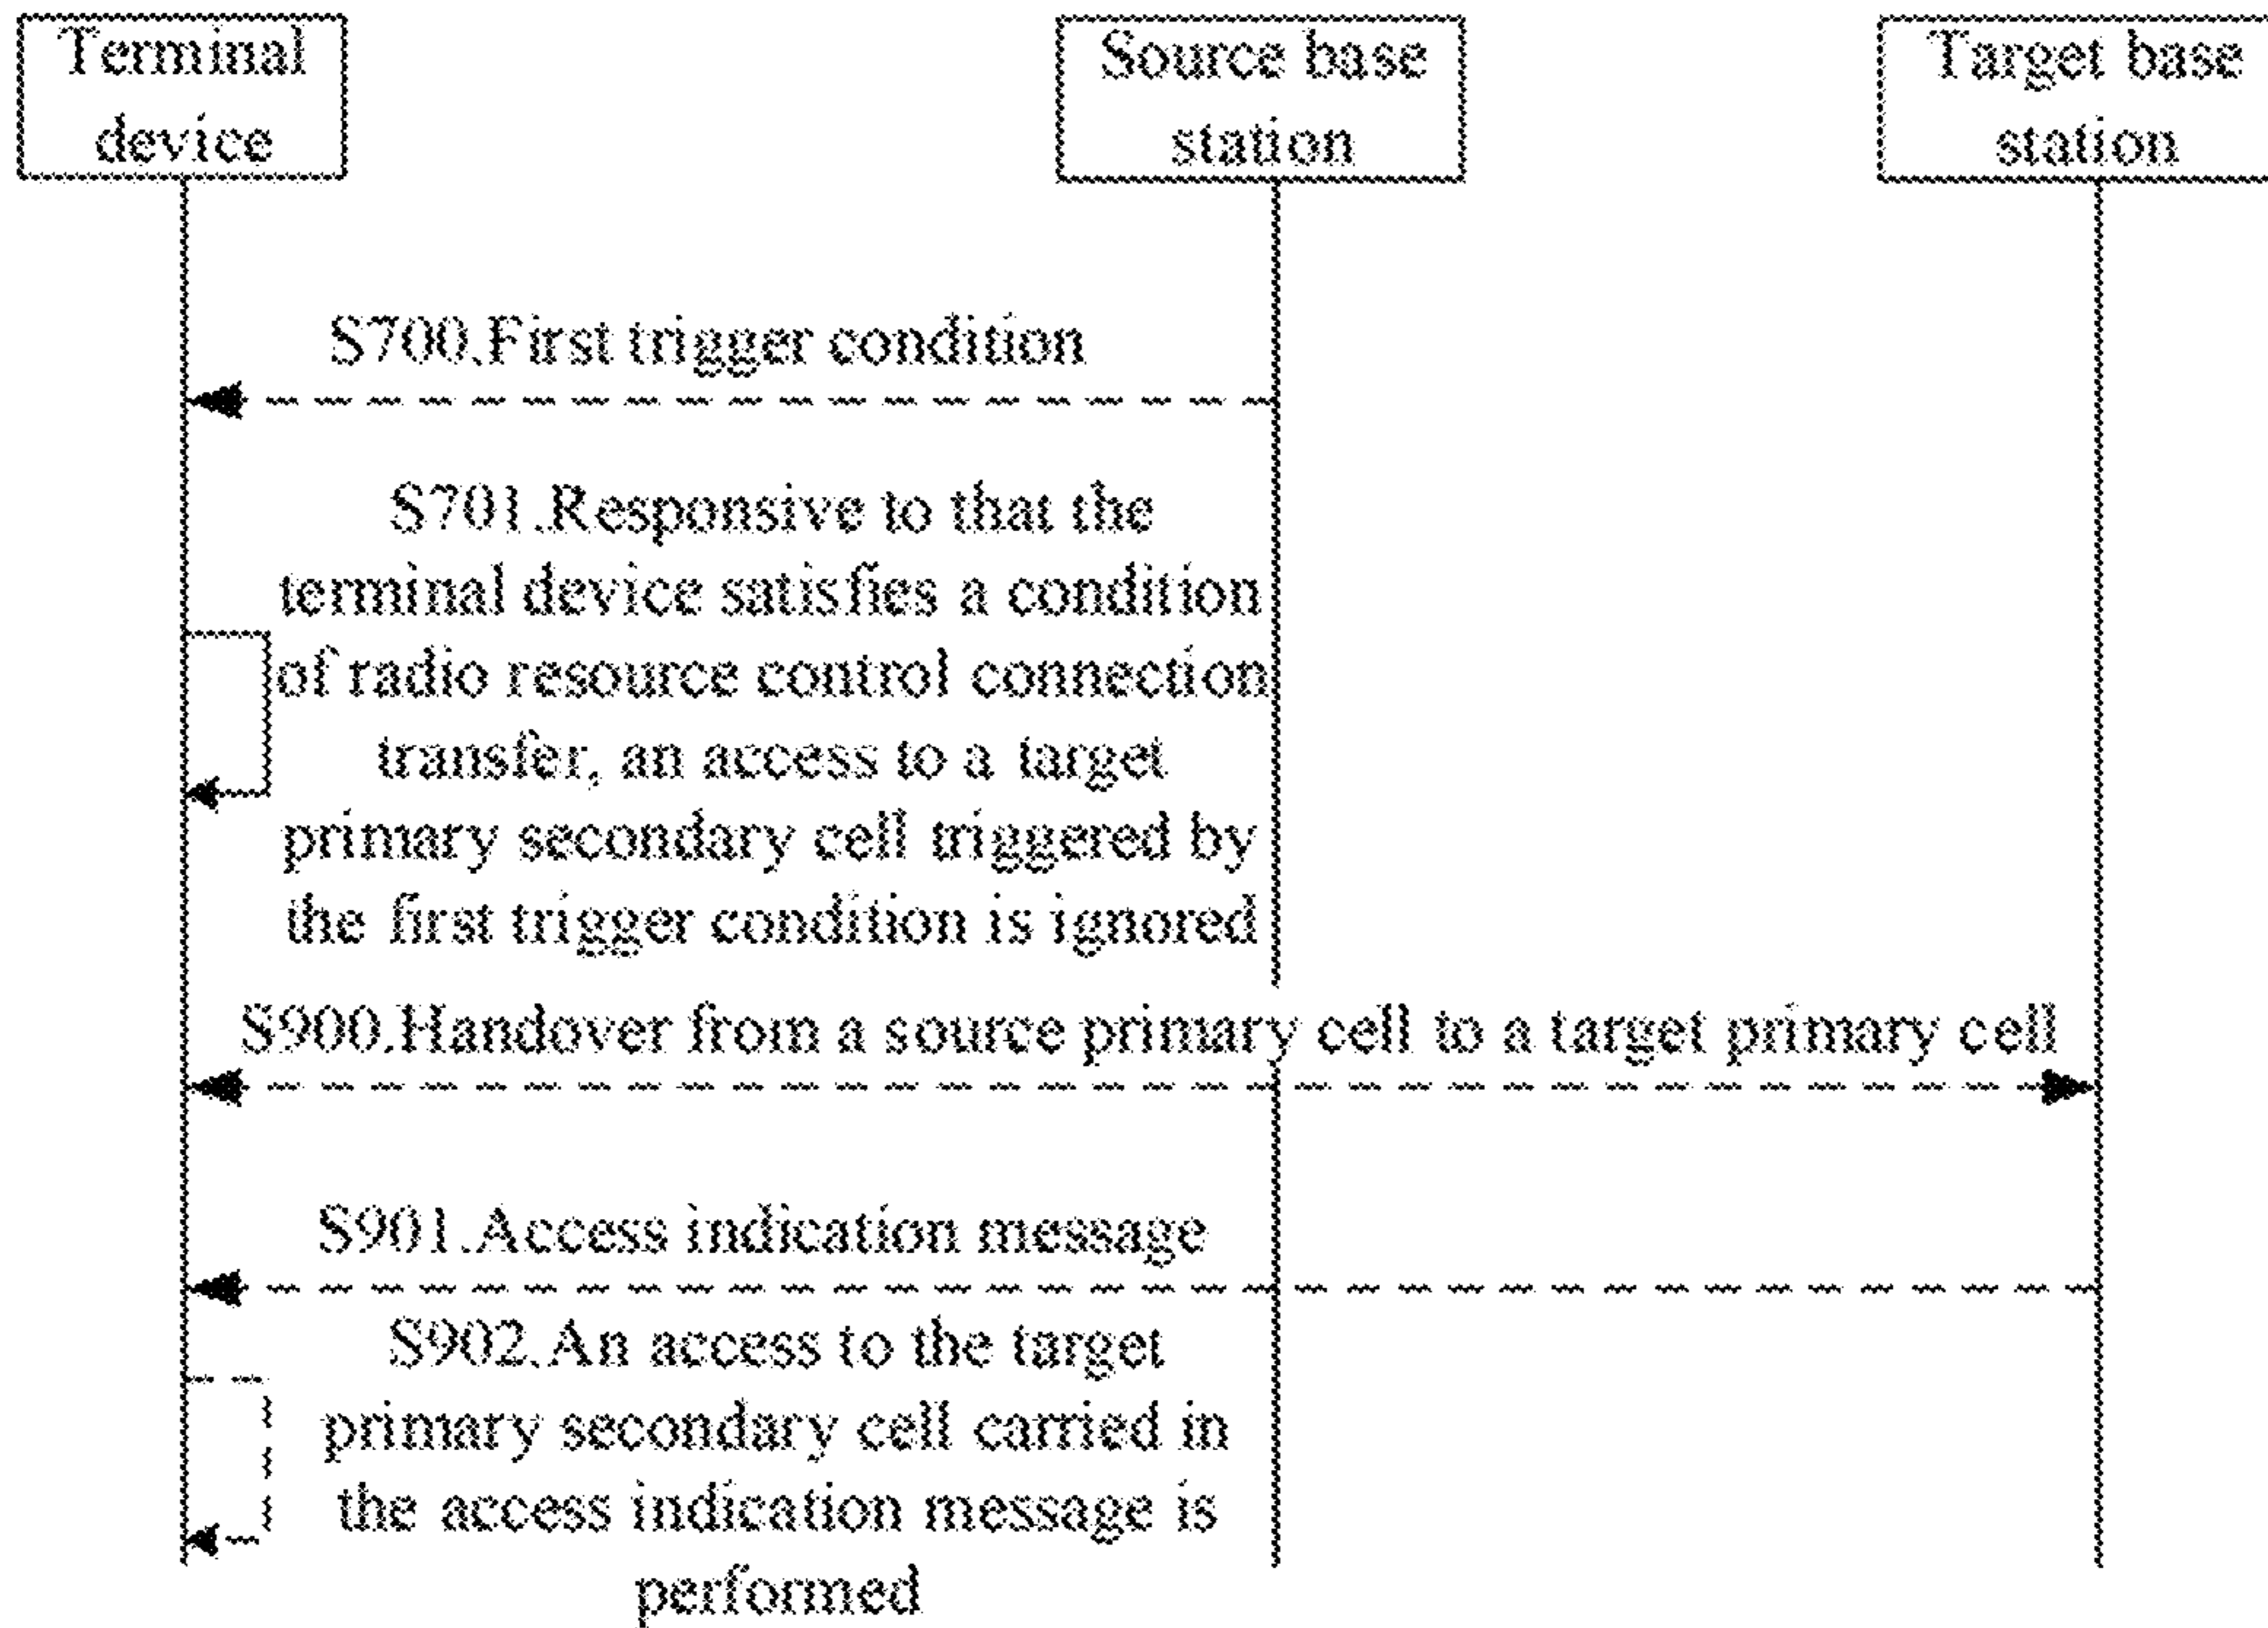 Terminal
device
Source base
station
Target base
station
S700.First trigger condition
S701.Responsive to that the
terminal device satisfies a condition
of radio resource control connection
transfer, an access to a target
primary secondary cell triggered by
the first trigger condition is ignored
S900.Handover from a source primary cell to a target primary cell
S901.Access indication message
S902.An access to the target
primary secondary cell carried in
the access indication message is
performed